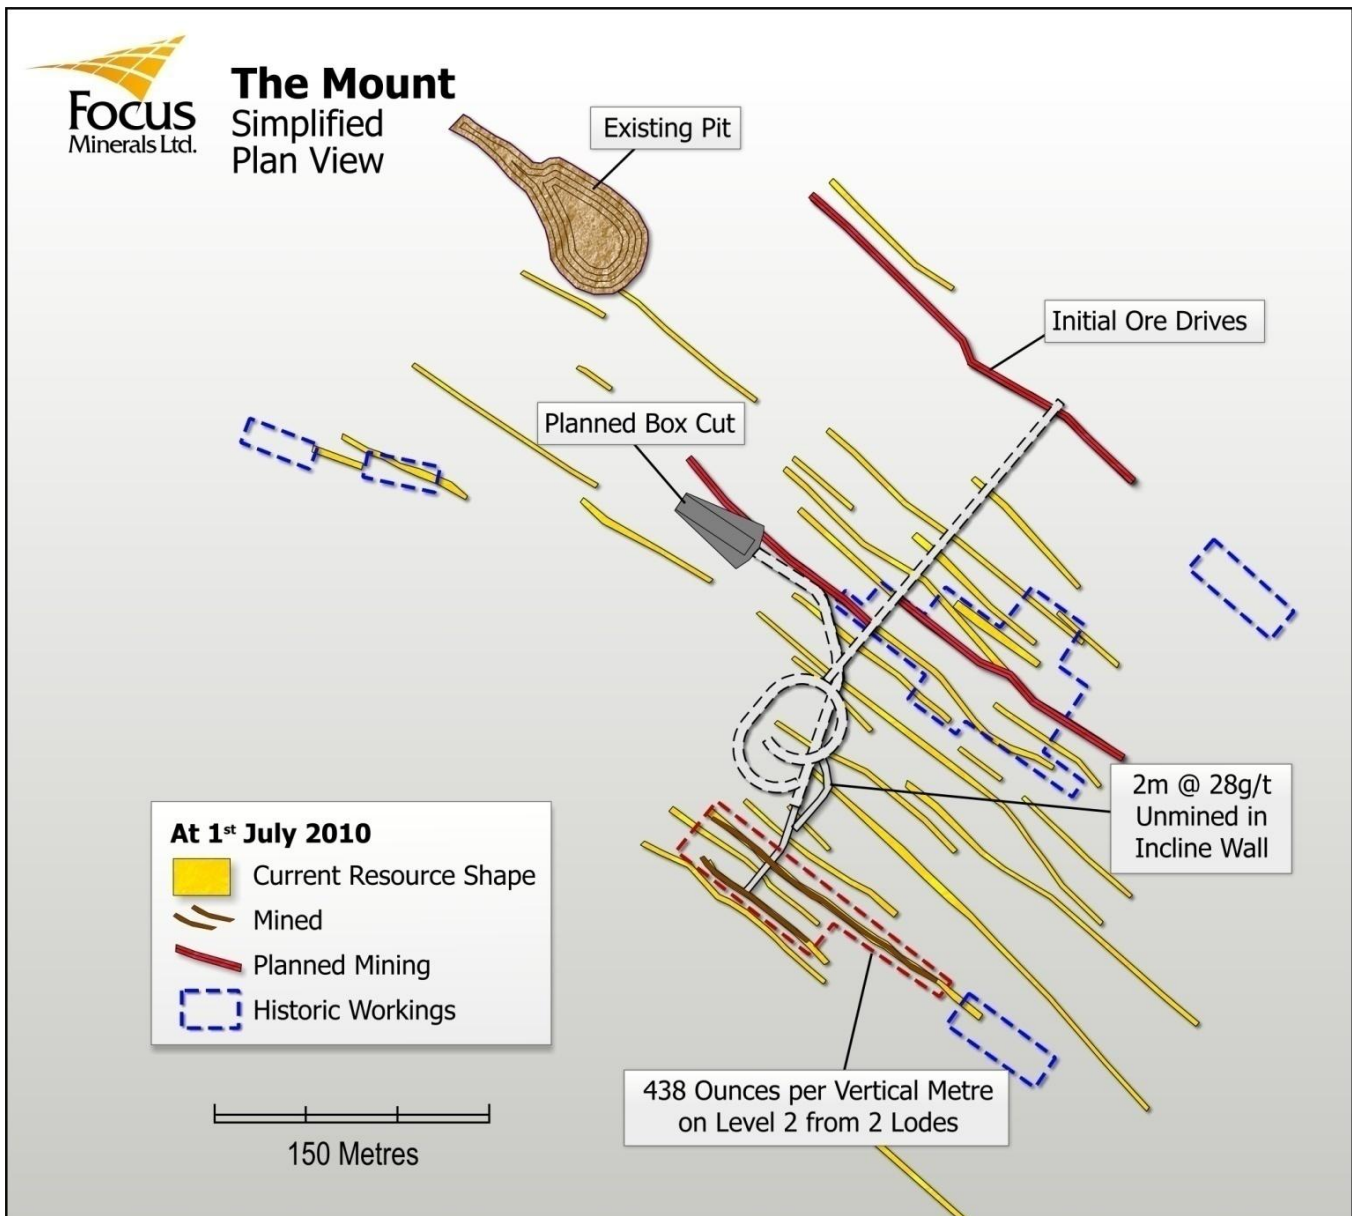 Focus
Minerals Ltd.
The Mount
Simplified
Plan View
Existing Pit
Initial Ore Drives
Planned Box Cut
2m @ 28g/t
Unmined in
Incline Wall
At 1st July 2010
Current Resource Shape
Mined
Planned Mining
Historic Workings
438 Ounces per Vertical Metre
on Level 2 from 2 Lodes
150 Metres